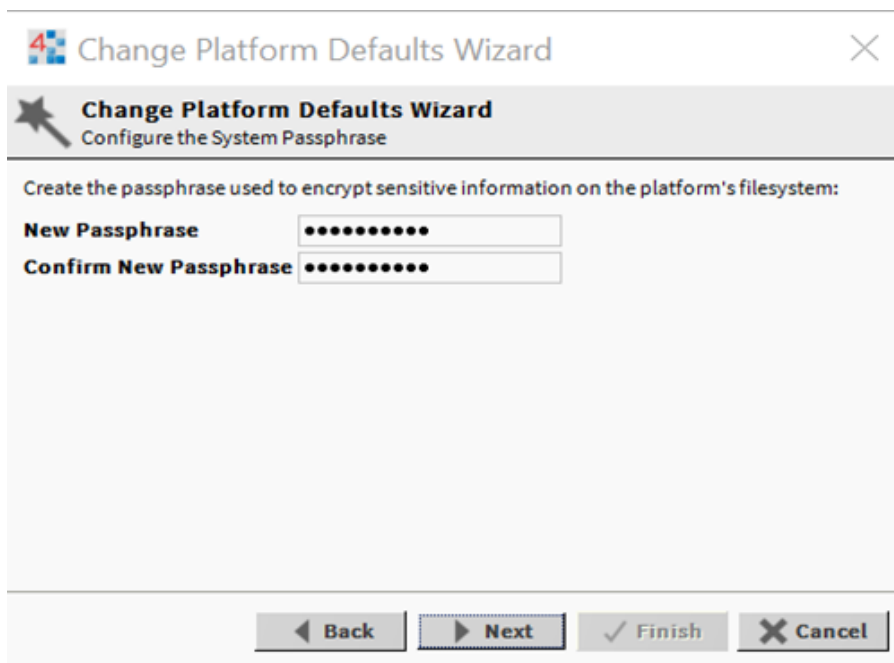 4 Change Platform Defaults Wizard
Change Platform Defaults Wizard
Configure the System Passphrase
Create the passphrase used to encrypt sensitive information on the platform's filesystem:
New Passphrase ●●●●●●●●●●
Confirm New Passphrase ●●●●●●●●●●
Back Next Finish Cancel